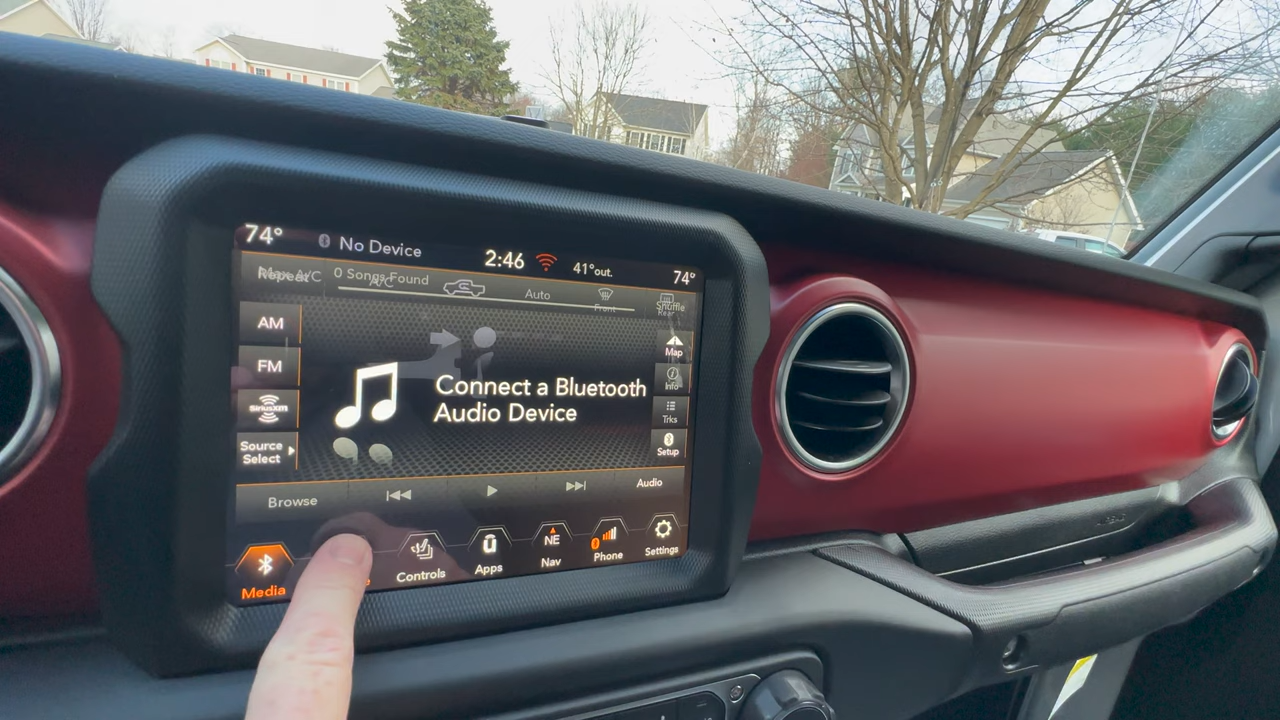 74° No Device 2:46 41°out. 74°
Max A/C
Repeat
A/C
0 Songs Found
Auto
Front
Shuffle
Rear
AM
FM
SiriusXM
Source
Select
Connect a Bluetooth
Audio Device
Map
Info
Trks
Setup
Browse
Audio
Media
Controls
Apps
NE
Nav
0
Phone
Settings